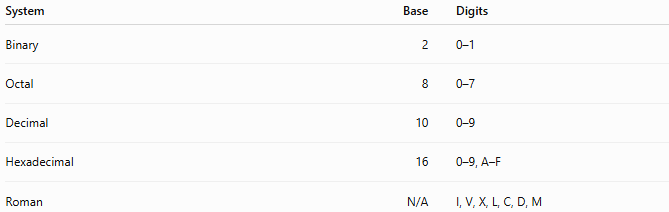 System Base Digits
Binary 2 0–1
Octal 8 0–7
Decimal 10 0–9
Hexadecimal 16 0–9, A–F
Roman N/A I, V, X, L, C, D, M